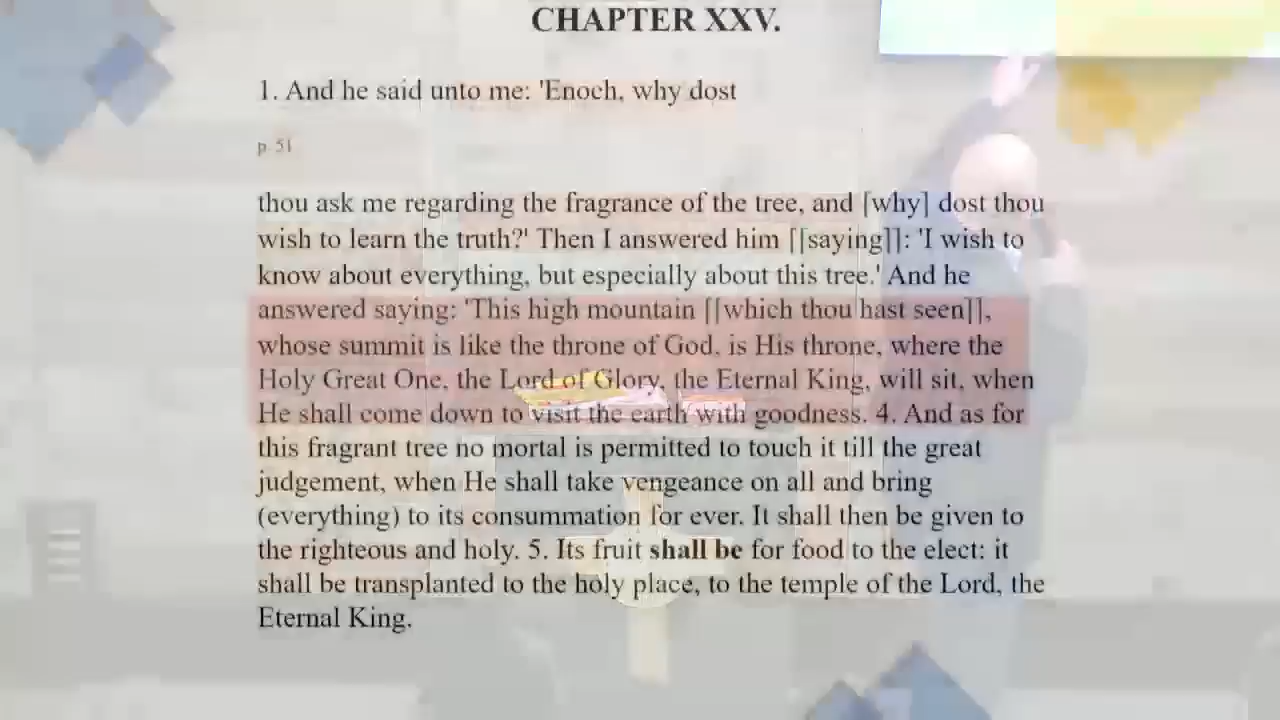 CHAPTER XXV.
1. And he said unto me: 'Enoch, why dost
p. 51
thou ask me regarding the fragrance of the tree, and [why] dost thou
wish to learn the truth?' Then I answered him [[saying]]: 'I wish to
know about everything, but especially about this tree.' And he
answered saying: 'This high mountain [[which thou hast seen]],
whose summit is like the throne of God, is His throne, where the
Holy Great One, the Lord of Glory, the Eternal King, will sit, when
He shall come down to visit the earth with goodness. 4. And as for
this fragrant tree no mortal is permitted to touch it till the great
judgement, when He shall take vengeance on all and bring
(everything) to its consummation for ever. It shall then be given to
the righteous and holy. 5. Its fruit shall be for food to the elect: it
shall be transplanted to the holy place, to the temple of the Lord, the
Eternal King.